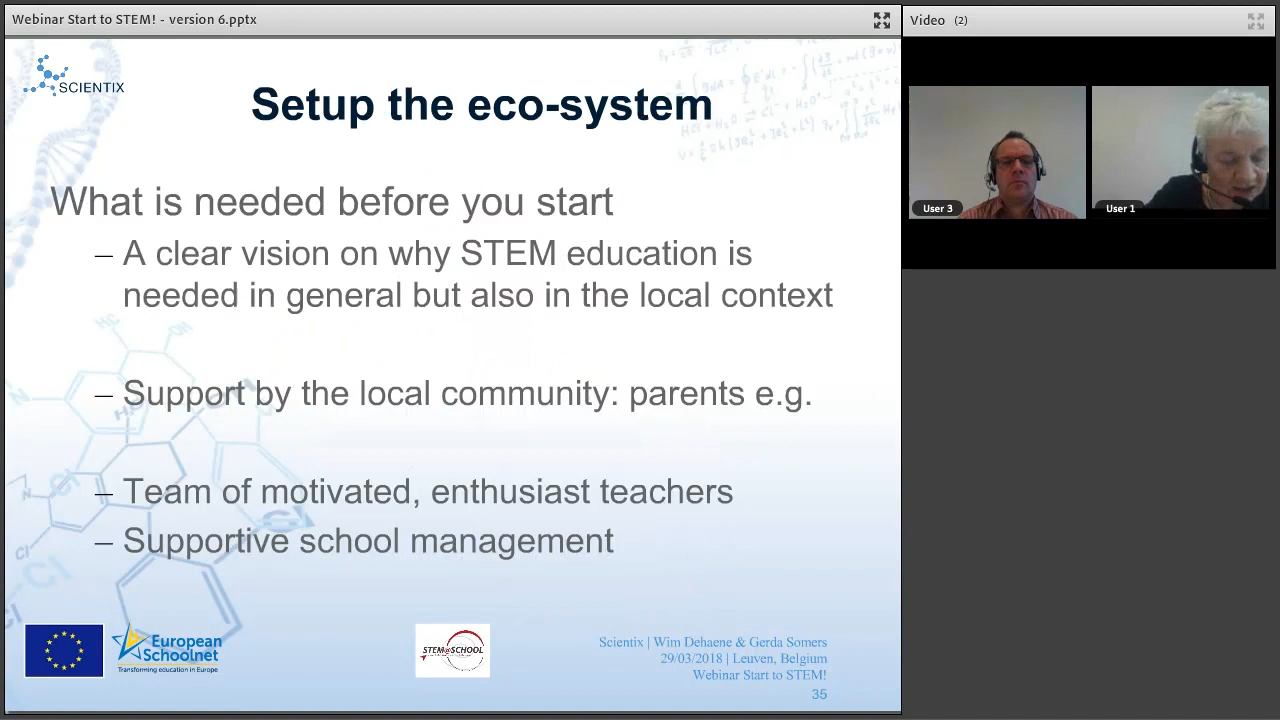 Webinar Start to STEM! - version 6.pptx
Video (2)
SCIENTIX
Setup the eco-system
What is needed before you start
– A clear vision on why STEM education is
needed in general but also in the local context
– Support by the local community: parents e.g.
– Team of motivated, enthusiast teachers
– Supportive school management
User 3
User 1
European
Schoolnet
Transforming education in Europe
STEM@SCHOOL
Scientix | Wim Dehaene & Gerda Somers
29/03/2018 | Leuven, Belgium
Webinar Start to STEM!
35